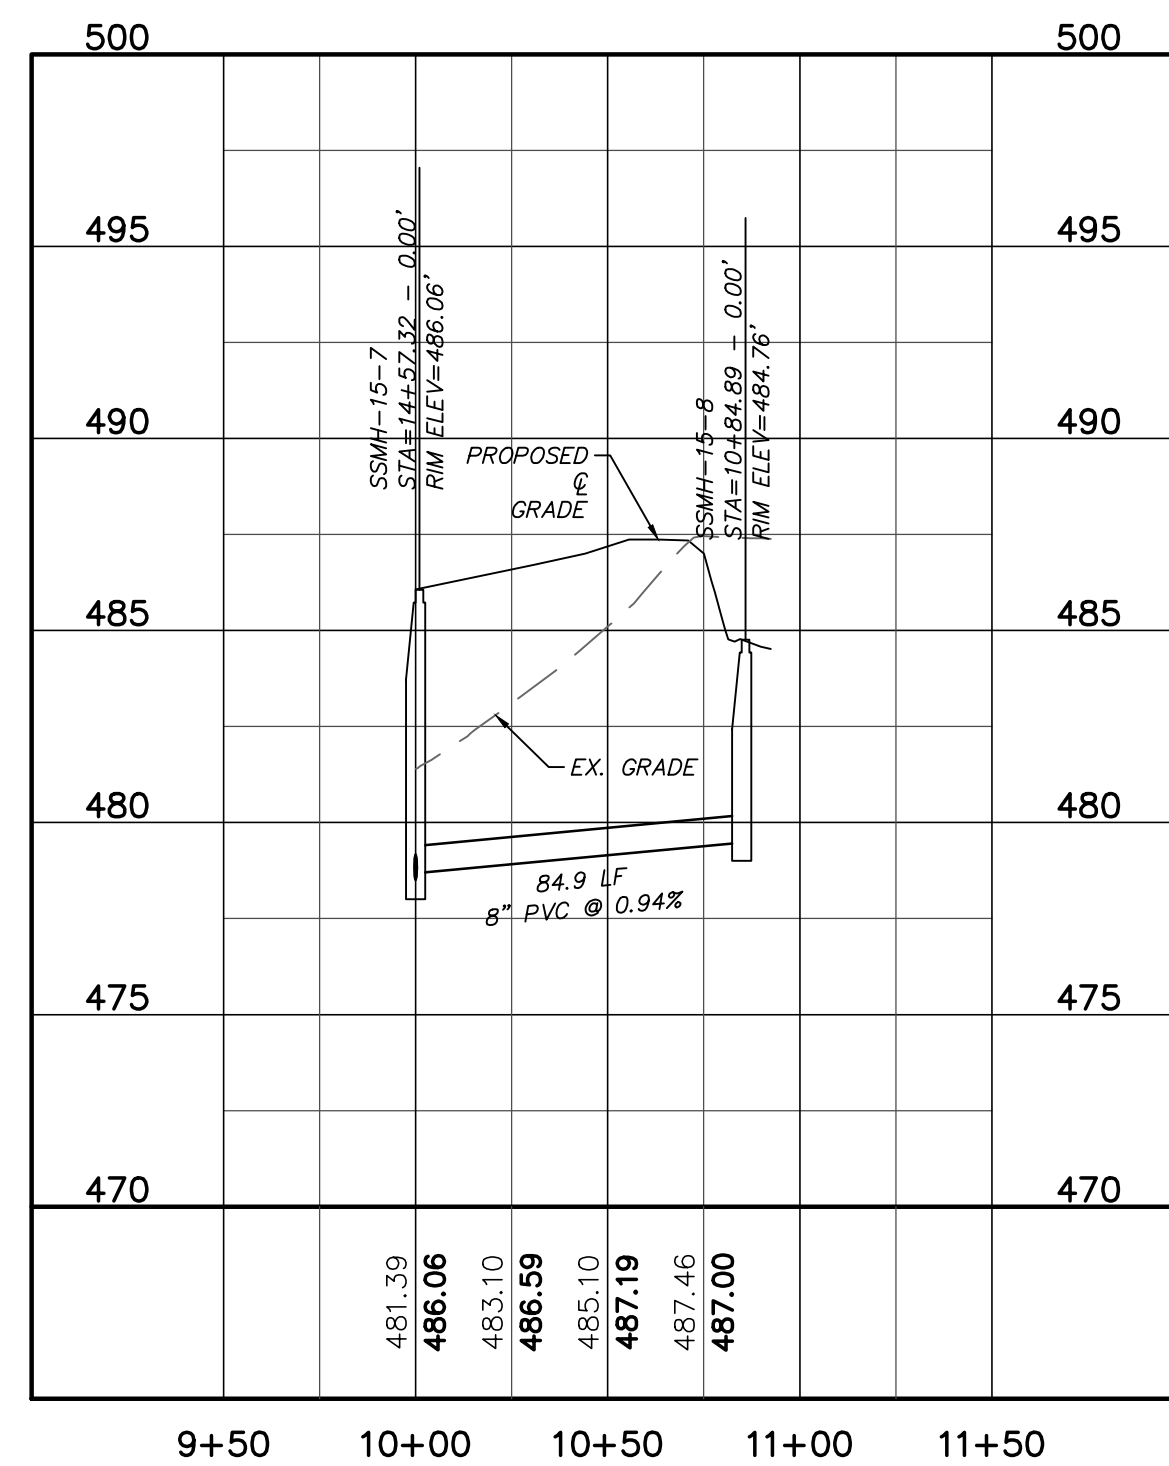 500
500
495
495
490
490
485
485
480
480
475
475
470
470
SSMH-15-7
STA=14+57.32 - 0.00'
RIM ELEV=486.06'
SSMH-15-8
STA=10+84.89 - 0.00'
RIM ELEV=484.76'
PROPOSED
℄
GRADE
EX. GRADE
84.9 LF
8" PVC @ 0.94%
481.39
486.06
483.10
486.59
485.10
487.19
487.46
487.00
9+50
10+00
10+50
11+00
11+50